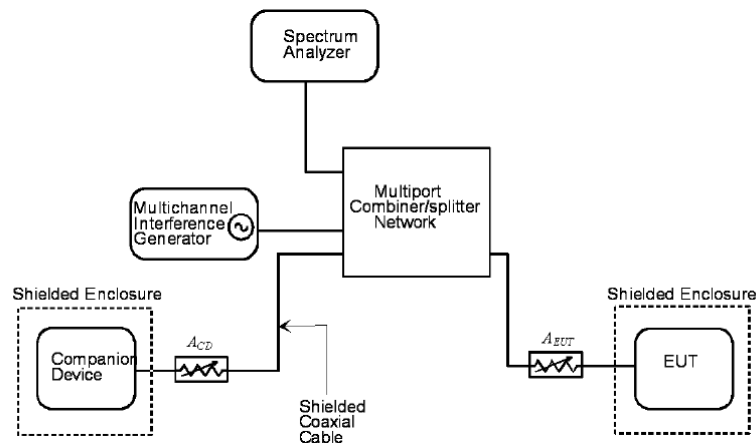 Spectrum
Analyzer
Multiport
Combiner/splitter
Network
Multichannel
Interference
Generator
Shielded Enclosure
Shielded Enclosure
A_CD
A_EUT
Companion
Device
EUT
Shielded
Coaxial
Cable